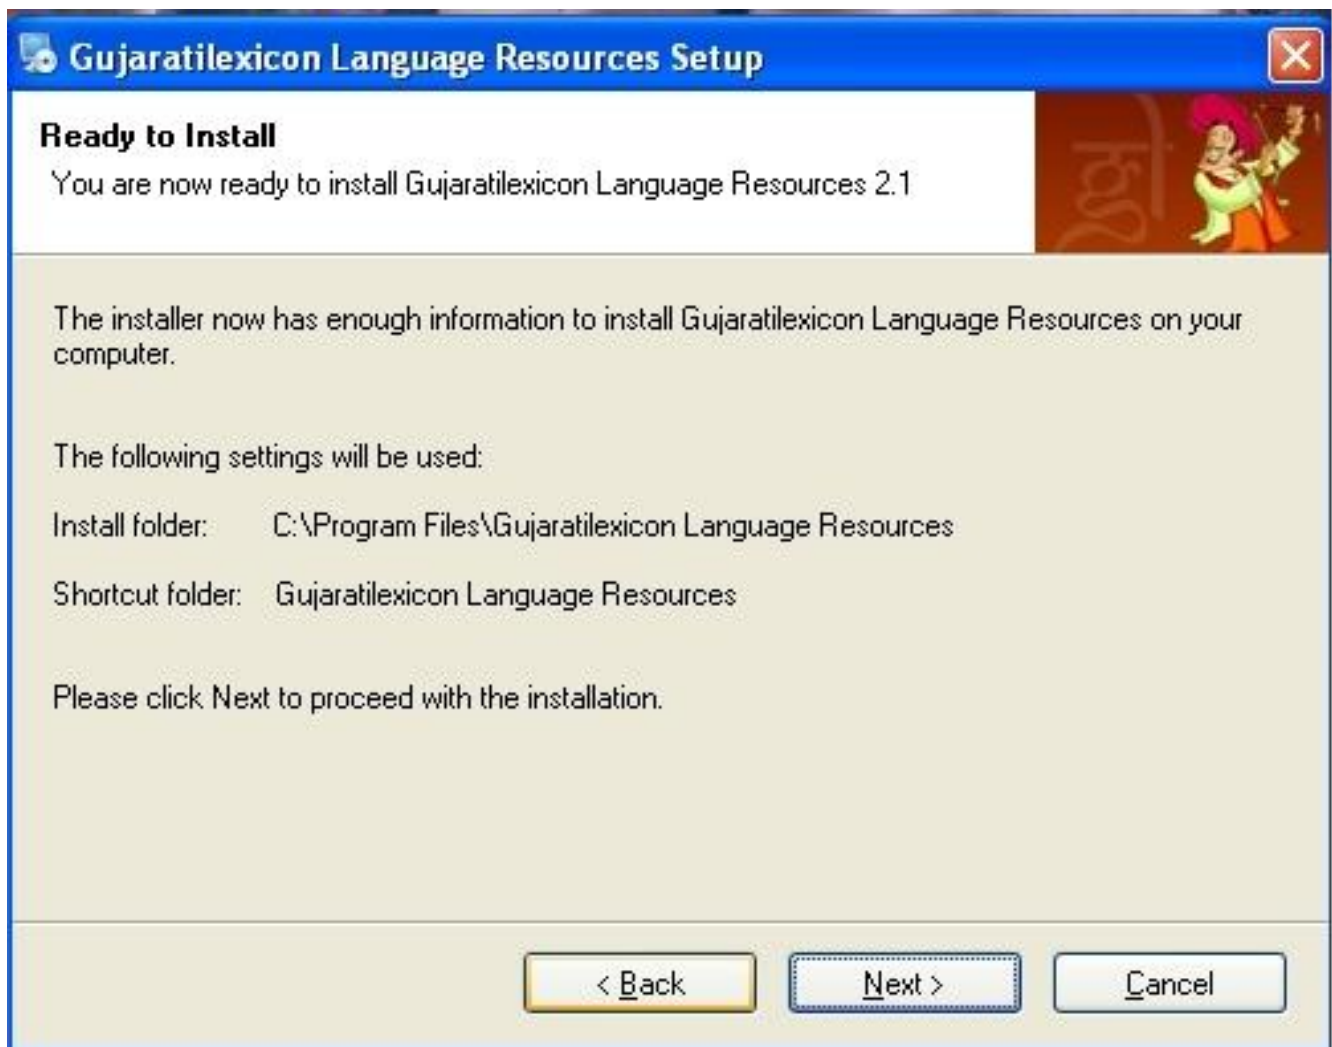 Gujaratilexicon Language Resources Setup
Ready to Install
You are now ready to install Gujaratilexicon Language Resources 2.1
The installer now has enough information to install Gujaratilexicon Language Resources on your
computer.
The following settings will be used:
Install folder: C:\Program Files\Gujaratilexicon Language Resources
Shortcut folder: Gujaratilexicon Language Resources
Please click Next to proceed with the installation.
< Back Next > Cancel